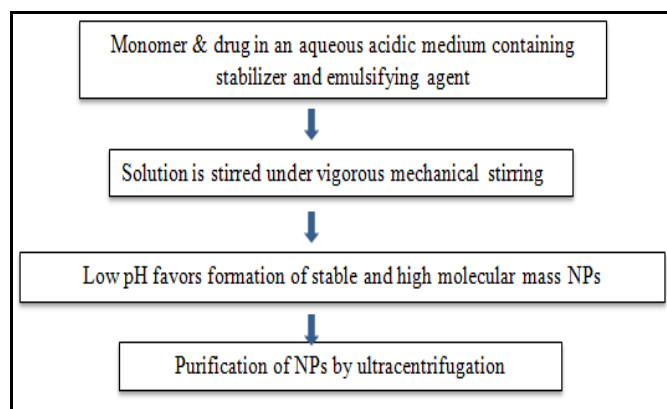 Monomer & drug in an aqueous acidic medium containing
stabilizer and emulsifying agent
Solution is stirred under vigorous mechanical stirring
Low pH favors formation of stable and high molecular mass NPs
Purification of NPs by ultracentrifugation